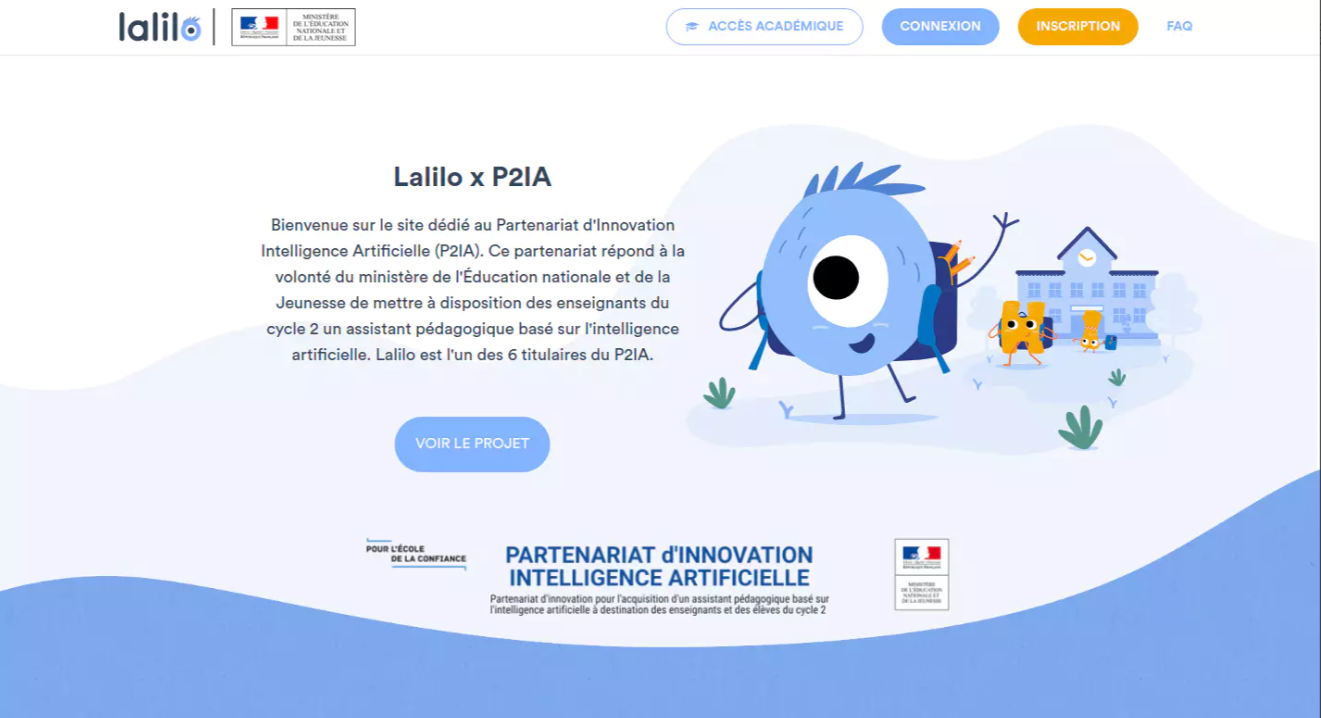 lalilo
MINISTÈRE
DE L'ÉDUCATION
NATIONALE ET
DE LA JEUNESSE
ACCÈS ACADÉMIQUE
CONNEXION
INSCRIPTION
FAQ
Lalilo x P2IA
Bienvenue sur le site dédié au Partenariat d'Innovation
Intelligence Artificielle (P2IA). Ce partenariat répond à la
volonté du ministère de l'Éducation nationale et de la
Jeunesse de mettre à disposition des enseignants du
cycle 2 un assistant pédagogique basé sur l'intelligence
artificielle. Lalilo est l'un des 6 titulaires du P2IA.
VOIR LE PROJET
POUR L'ÉCOLE
DE LA CONFIANCE
PARTENARIAT d'INNOVATION
INTELLIGENCE ARTIFICIELLE
Partenariat d'innovation pour l'acquisition d'un assistant pédagogique basé sur
l'intelligence artificielle à destination des enseignants et des élèves du cycle 2
MINISTÈRE
DE L'ÉDUCATION
NATIONALE ET
DE LA JEUNESSE